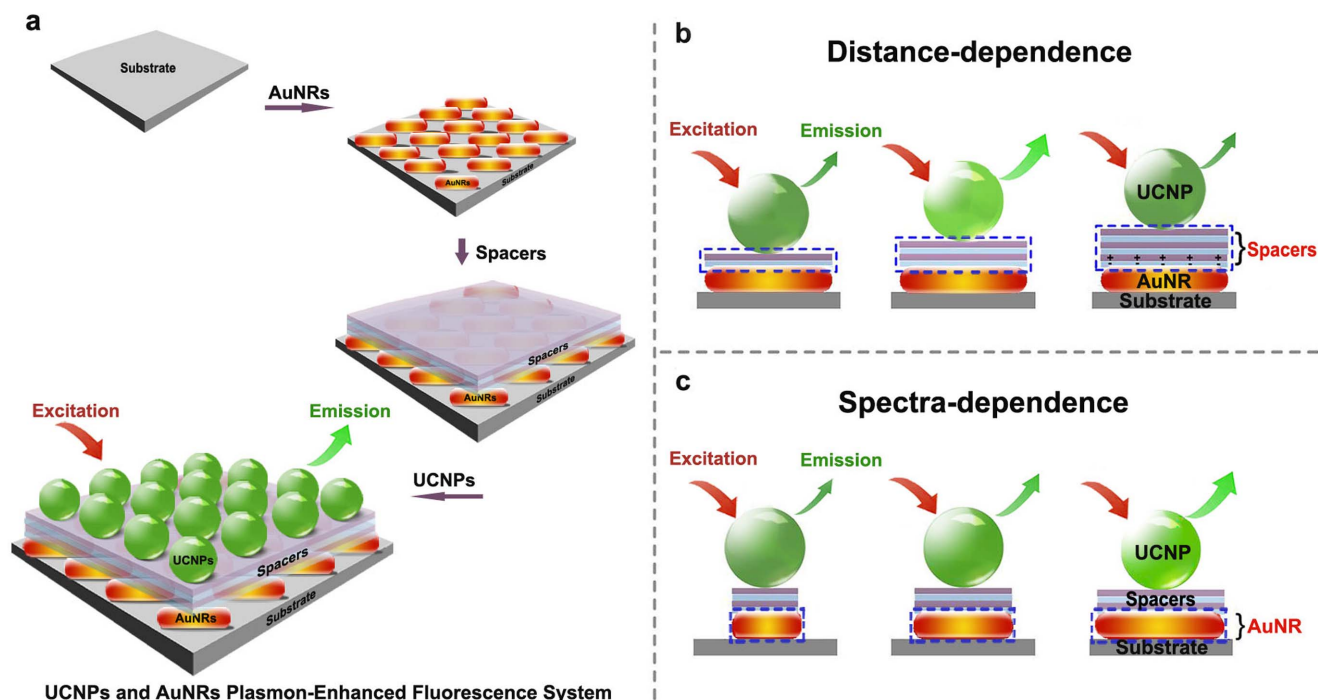 a
Substrate
AuNRs
AuNRs
Substrate
Spacers
Spacers
AuNRs
Substrate
Excitation
Emission
UCNPs
UCNPs
Spacers
AuNRs
Substrate
UCNPs and AuNRs Plasmon-Enhanced Fluorescence System
b
Distance-dependence
Excitation
Emission
UCNP
Spacers
+ + + + +
- - - - -
AuNR
Substrate
c
Spectra-dependence
Excitation
Emission
UCNP
Spacers
AuNR
Substrate